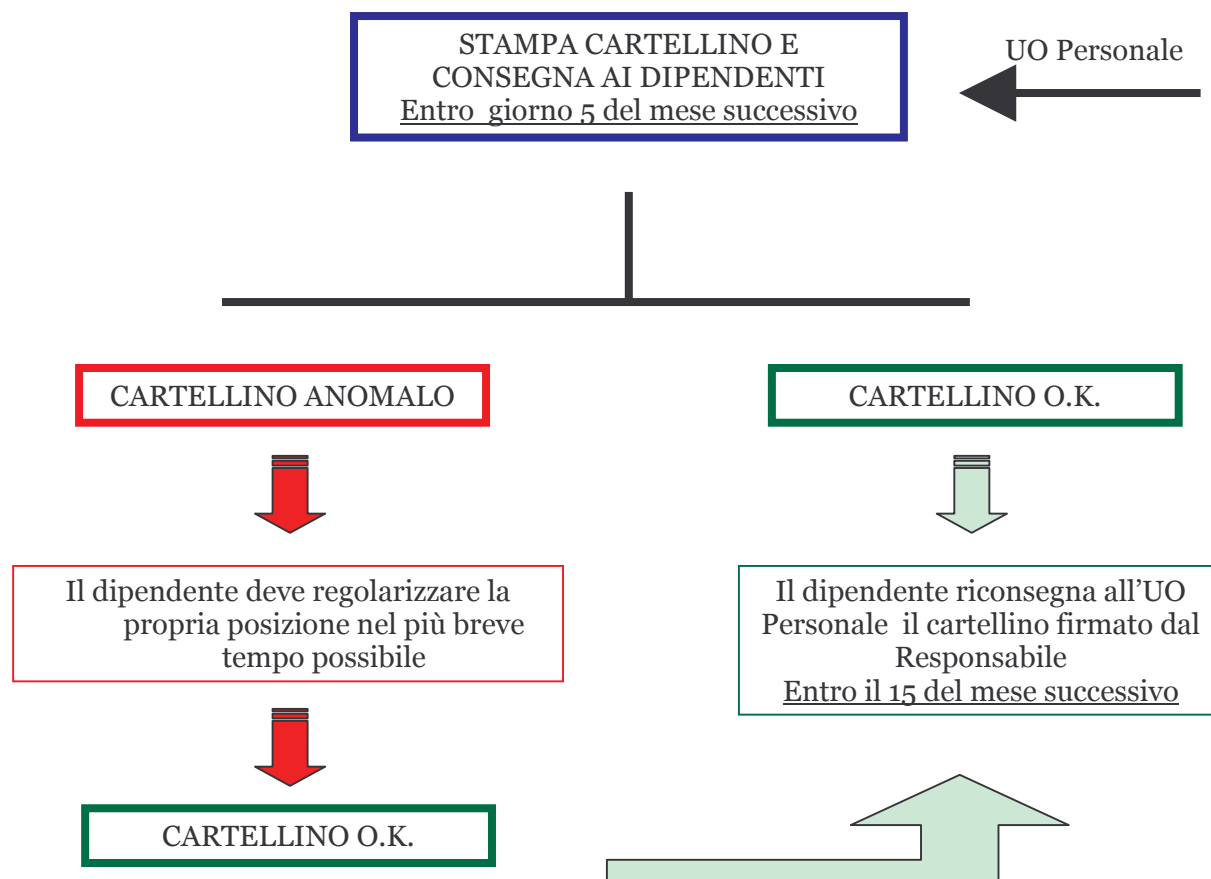 STAMPA CARTELLINO E
CONSEGNA AI DIPENDENTI
Entro giorno 5 del mese successivo
UO Personale
CARTELLINO ANOMALO
CARTELLINO O.K.
Il dipendente deve regolarizzare la
propria posizione nel più breve
tempo possibile
Il dipendente riconsegna all’UO
Personale il cartellino firmato dal
Responsabile
Entro il 15 del mese successivo
CARTELLINO O.K.